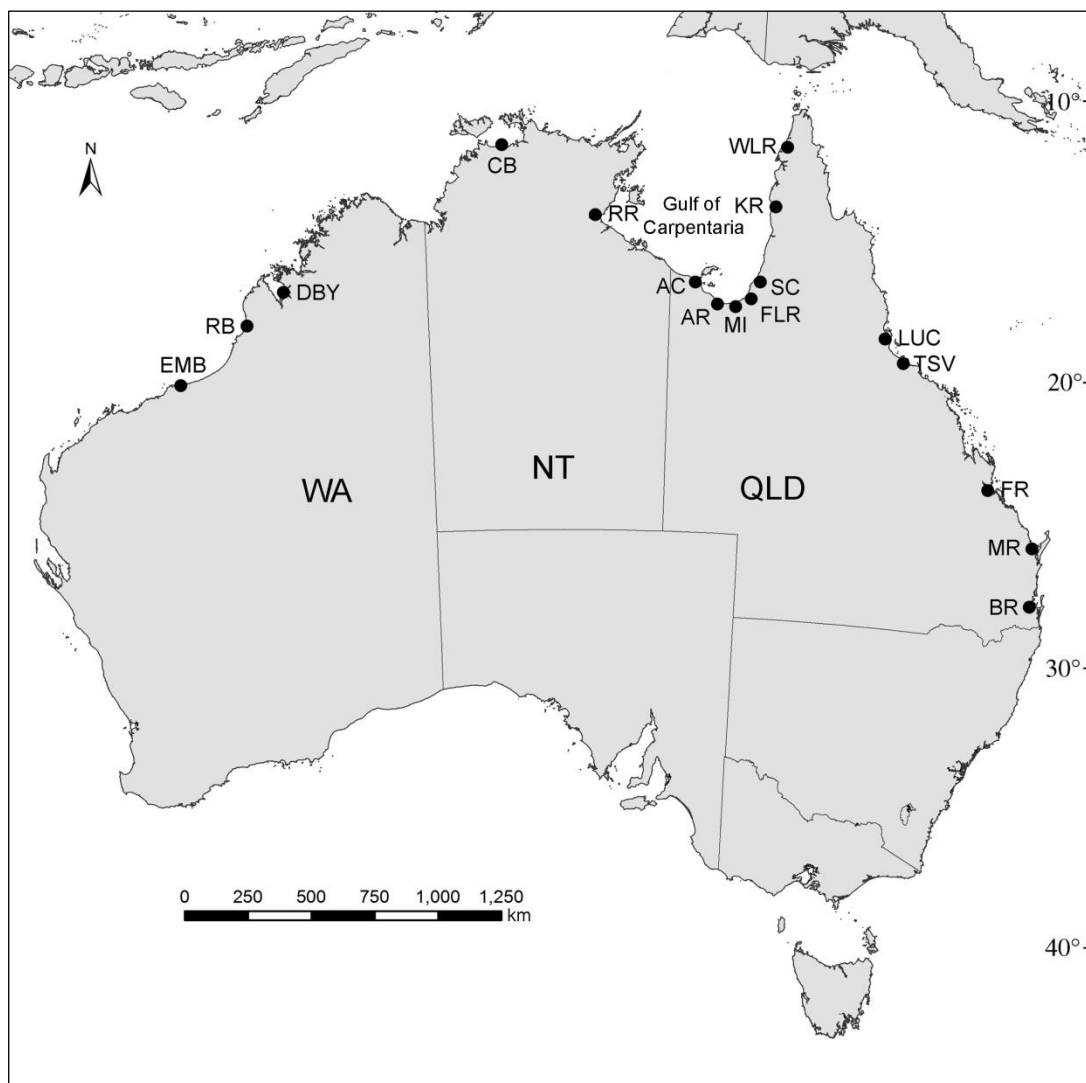 10°
N
WLR
CB
KR
RR
Gulf of
Carpentaria
DBY
AC
SC
AR
MI
FLR
RB
LUC
EMB
TSV
20°
WA
NT
QLD
FR
MR
BR
30°
0 250 500 750 1,000 1,250
km
40°